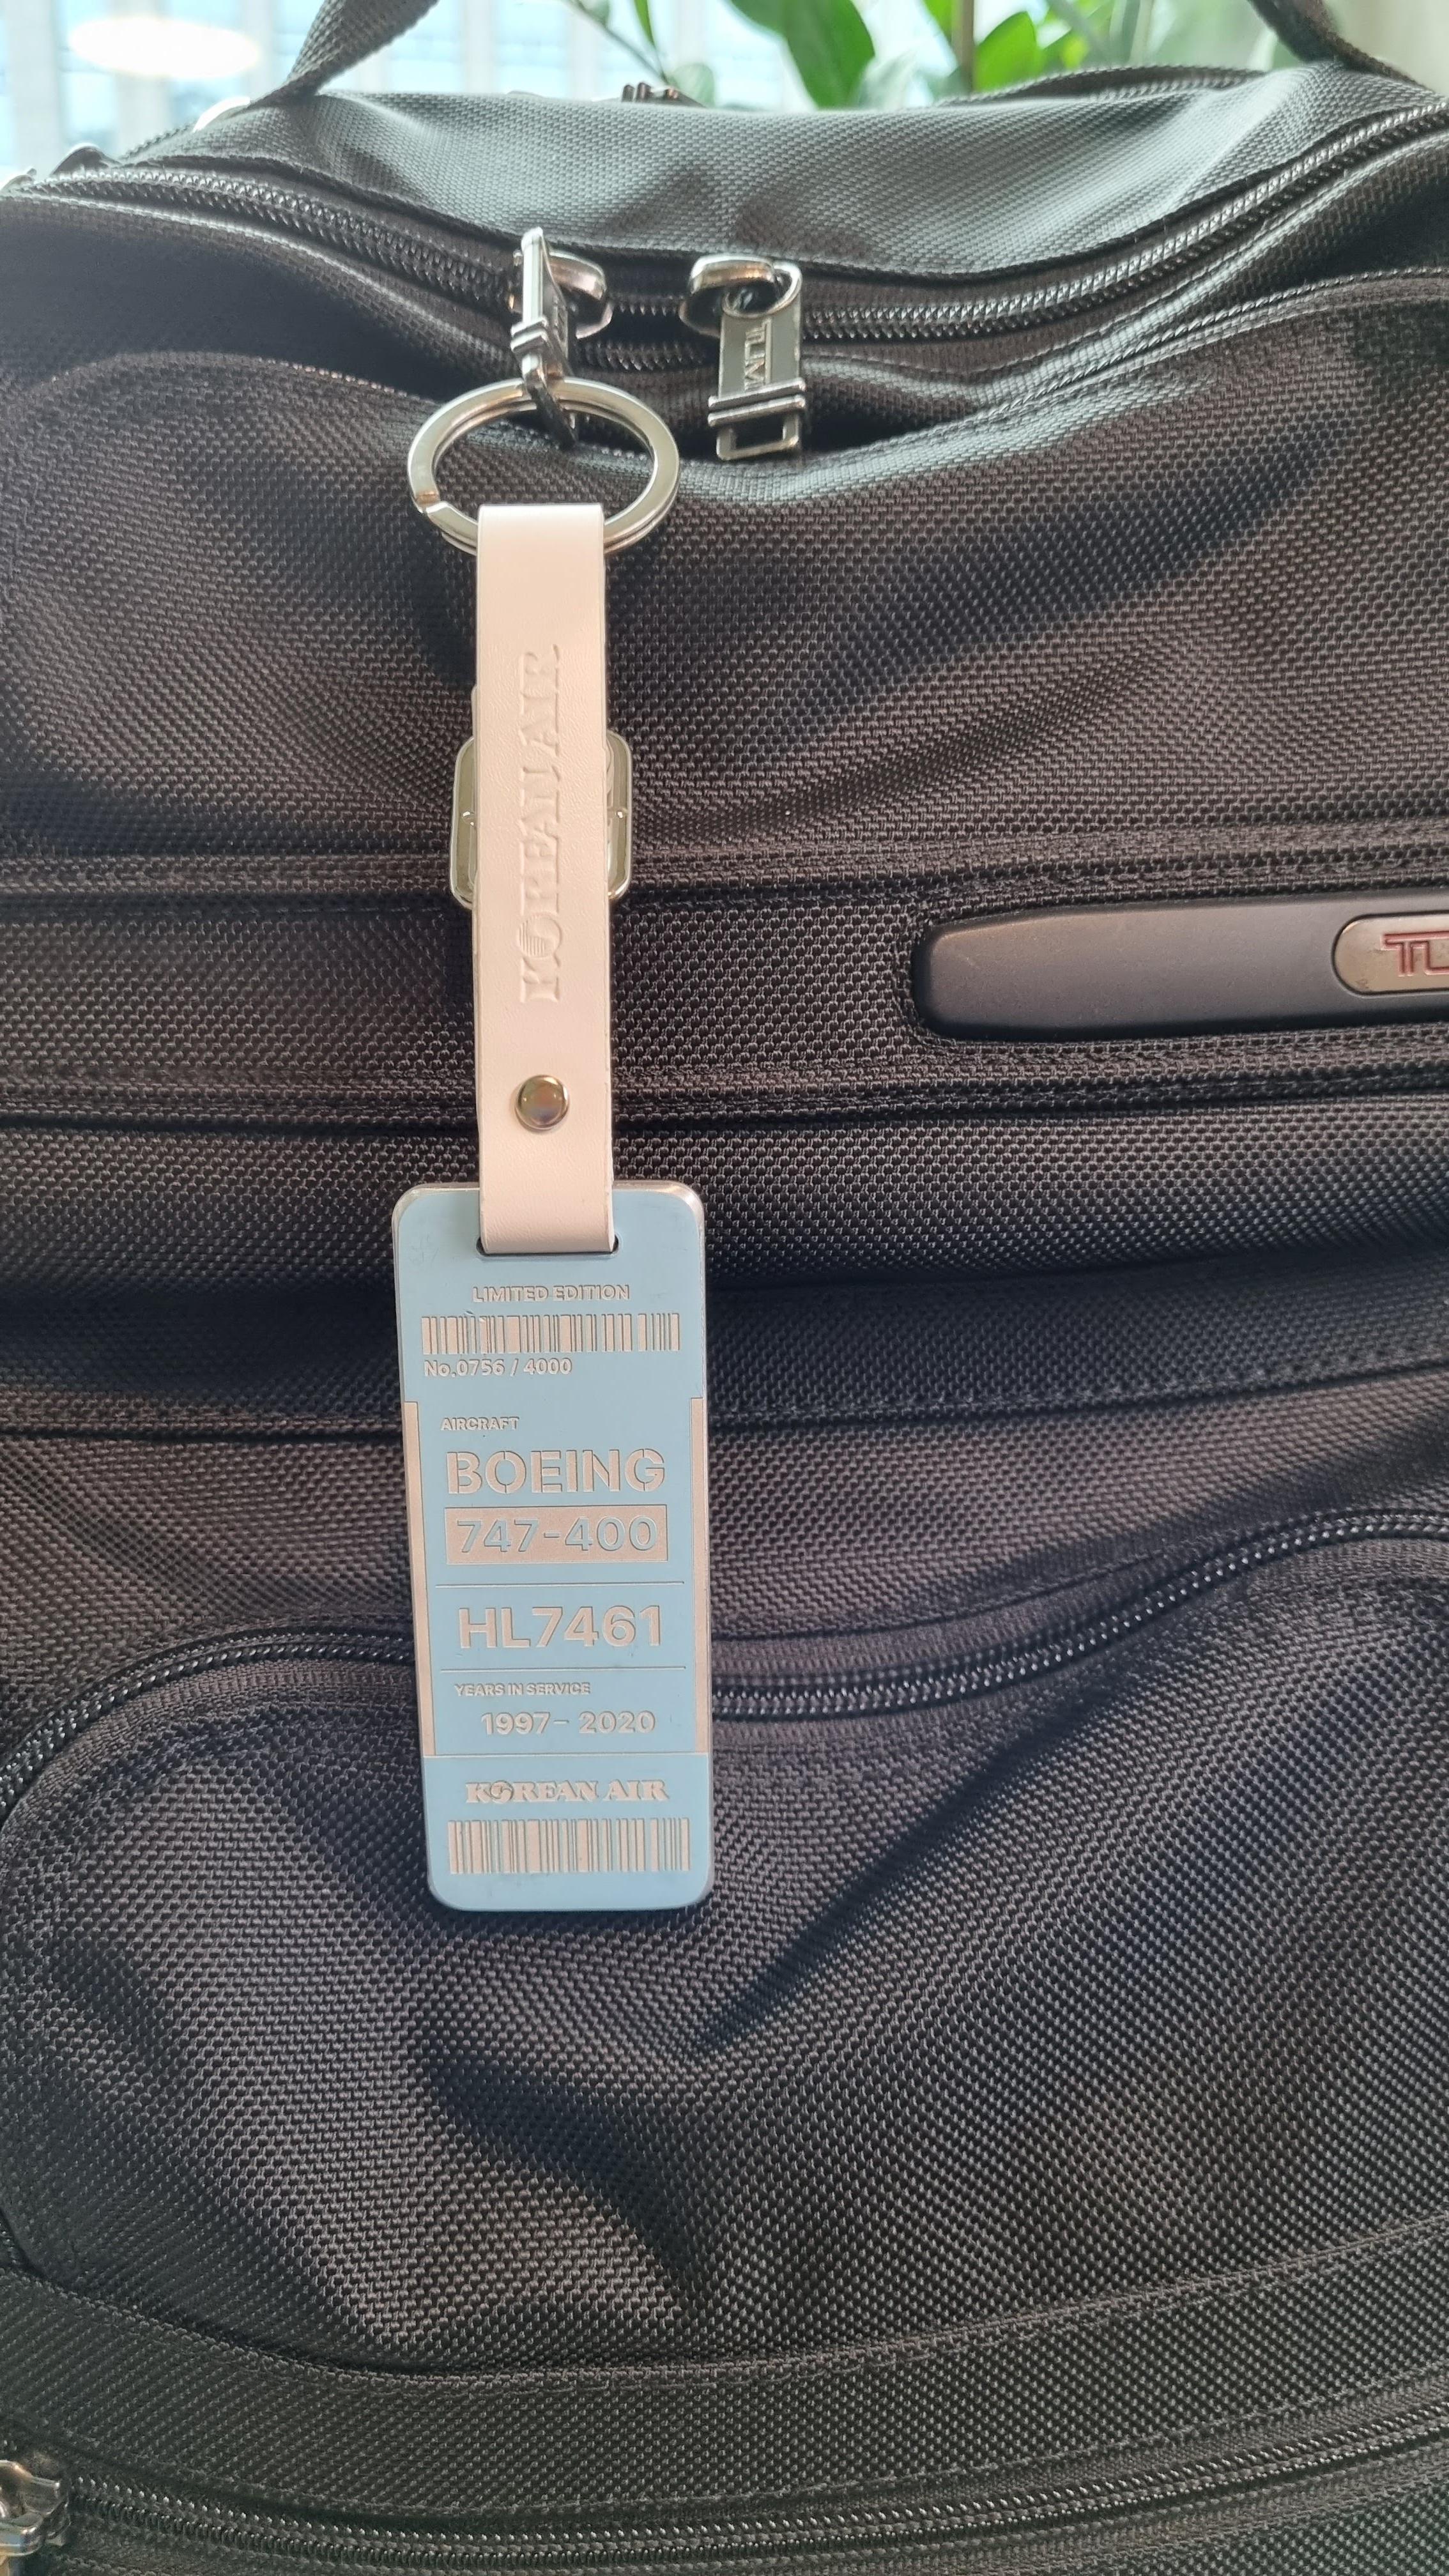 TUMI
KOREAN AIR
TU
LIMITED EDITION
No.0756 / 4000
AIRCRAFT
BOEING
747-400
HL7461
YEARS IN SERVICE
1997- 2020
KOREAN AIR